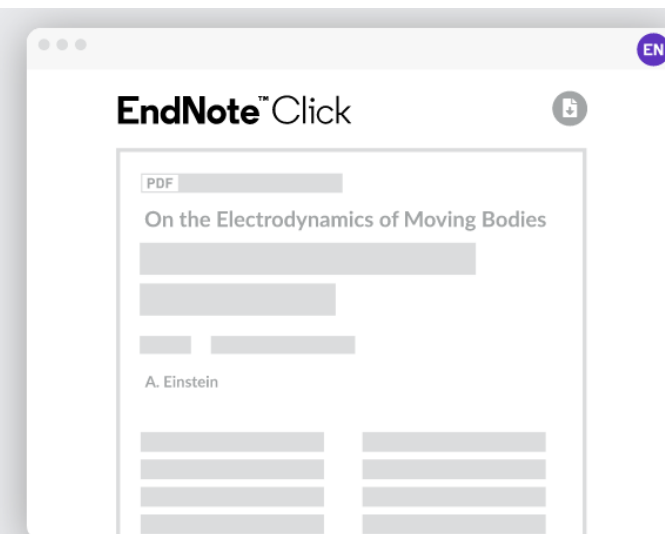 EN
EndNote™ Click
PDF
On the Electrodynamics of Moving Bodies
A. Einstein